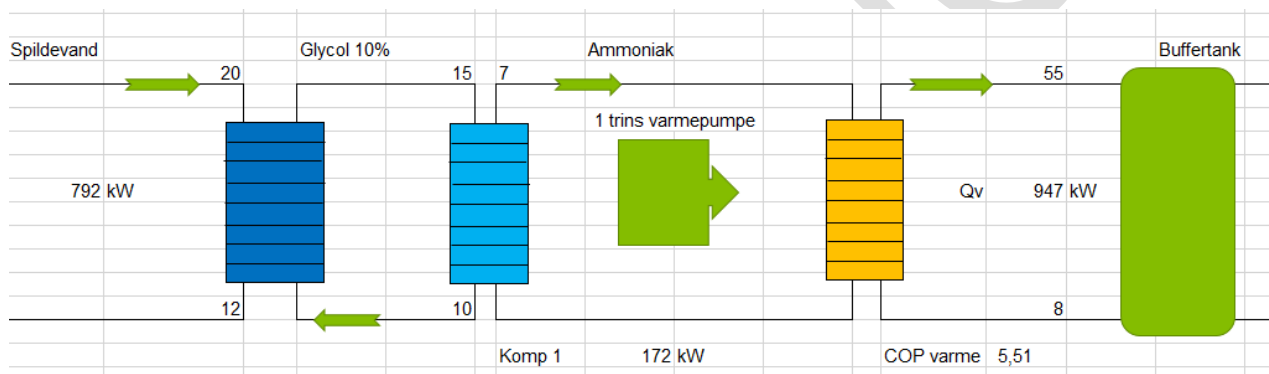 Spildevand Glycol 10% Ammoniak Buffertank
20 15 7 55
1 trins varmepumpe
792 kW Qv 947 kW
12 10 8
Komp 1 172 kW COP varme 5,51